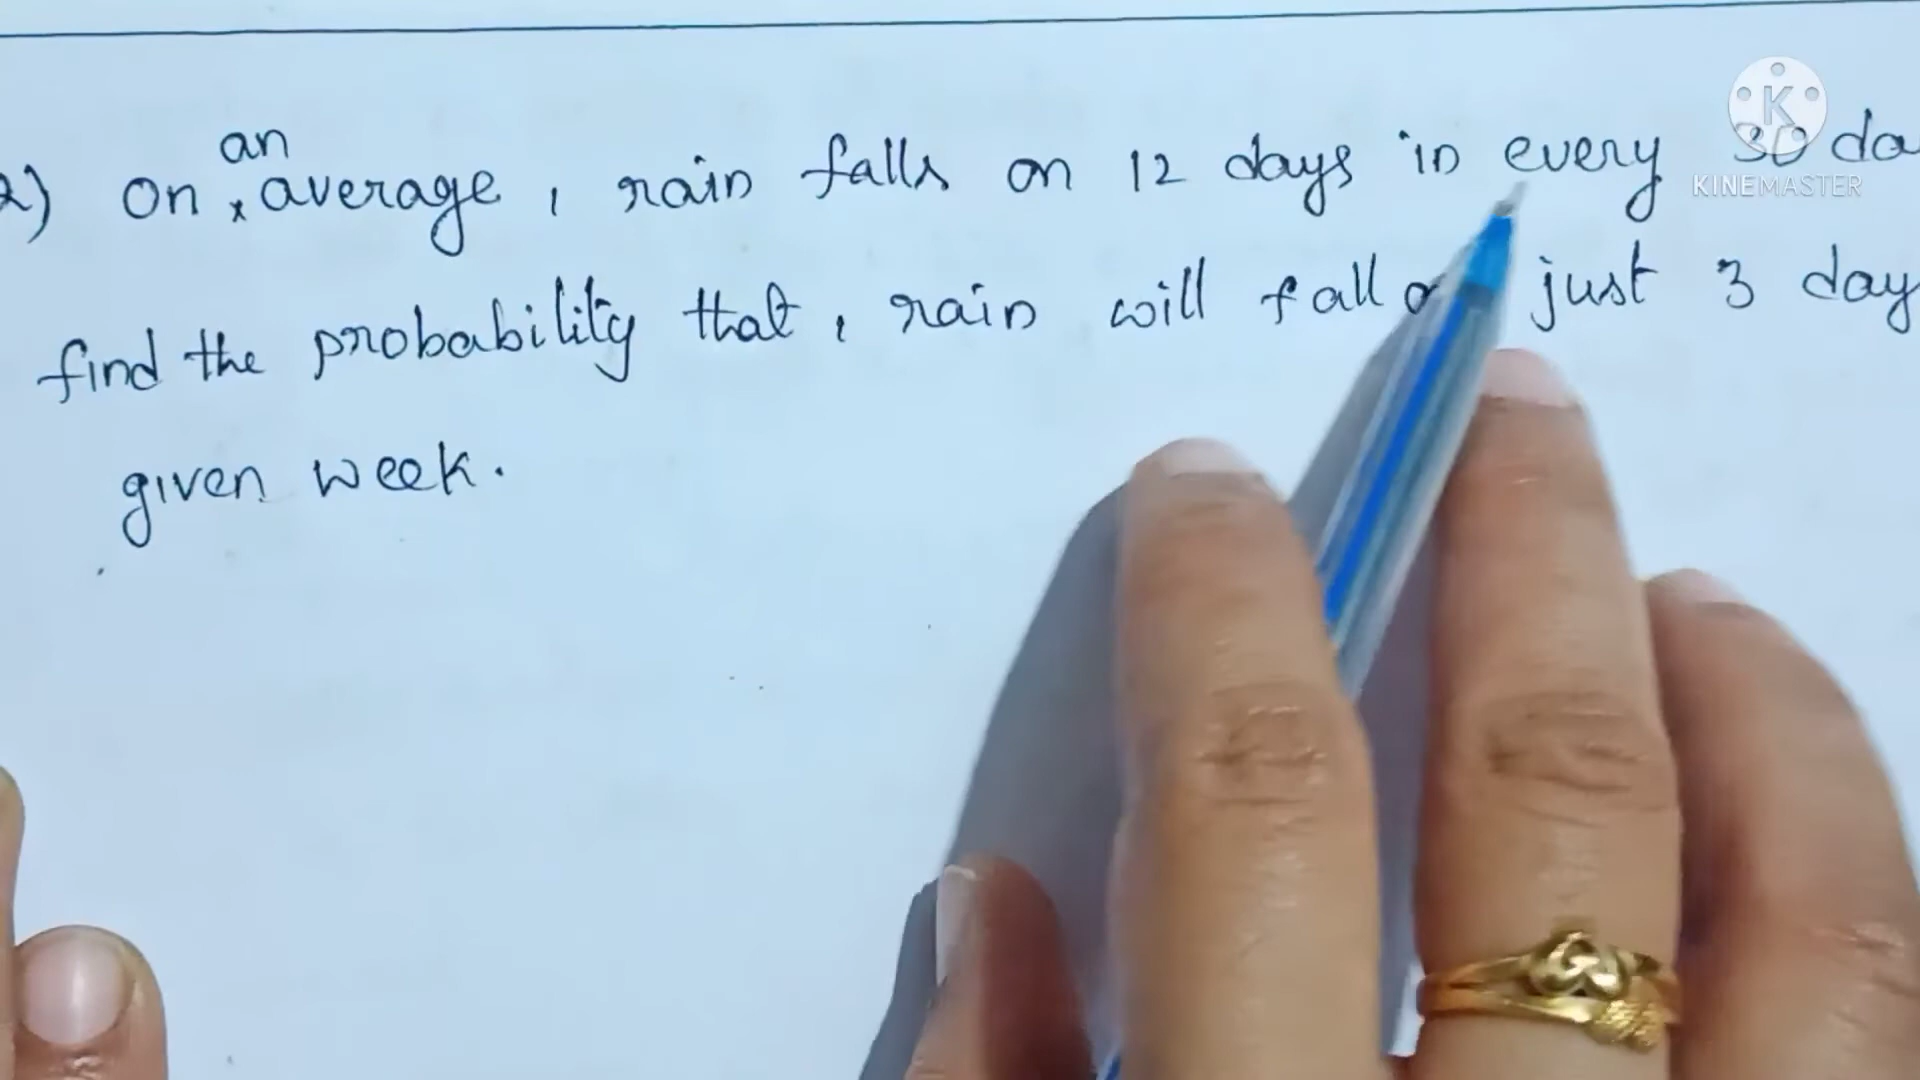 2) On x average, rain falls on 12 days in every 30 da
an
find the probability that, rain will fall o just 3 day
given week.
KINEMASTER